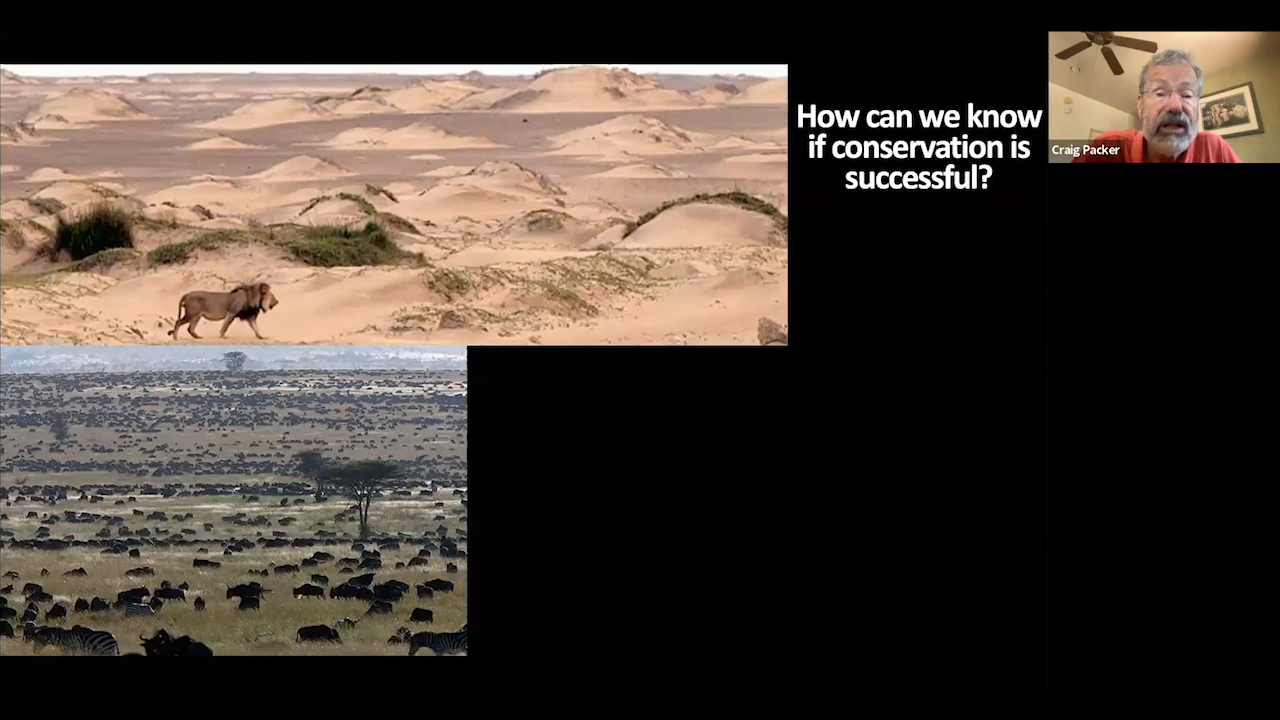 How can we know
if conservation is
successful?
Craig Packer